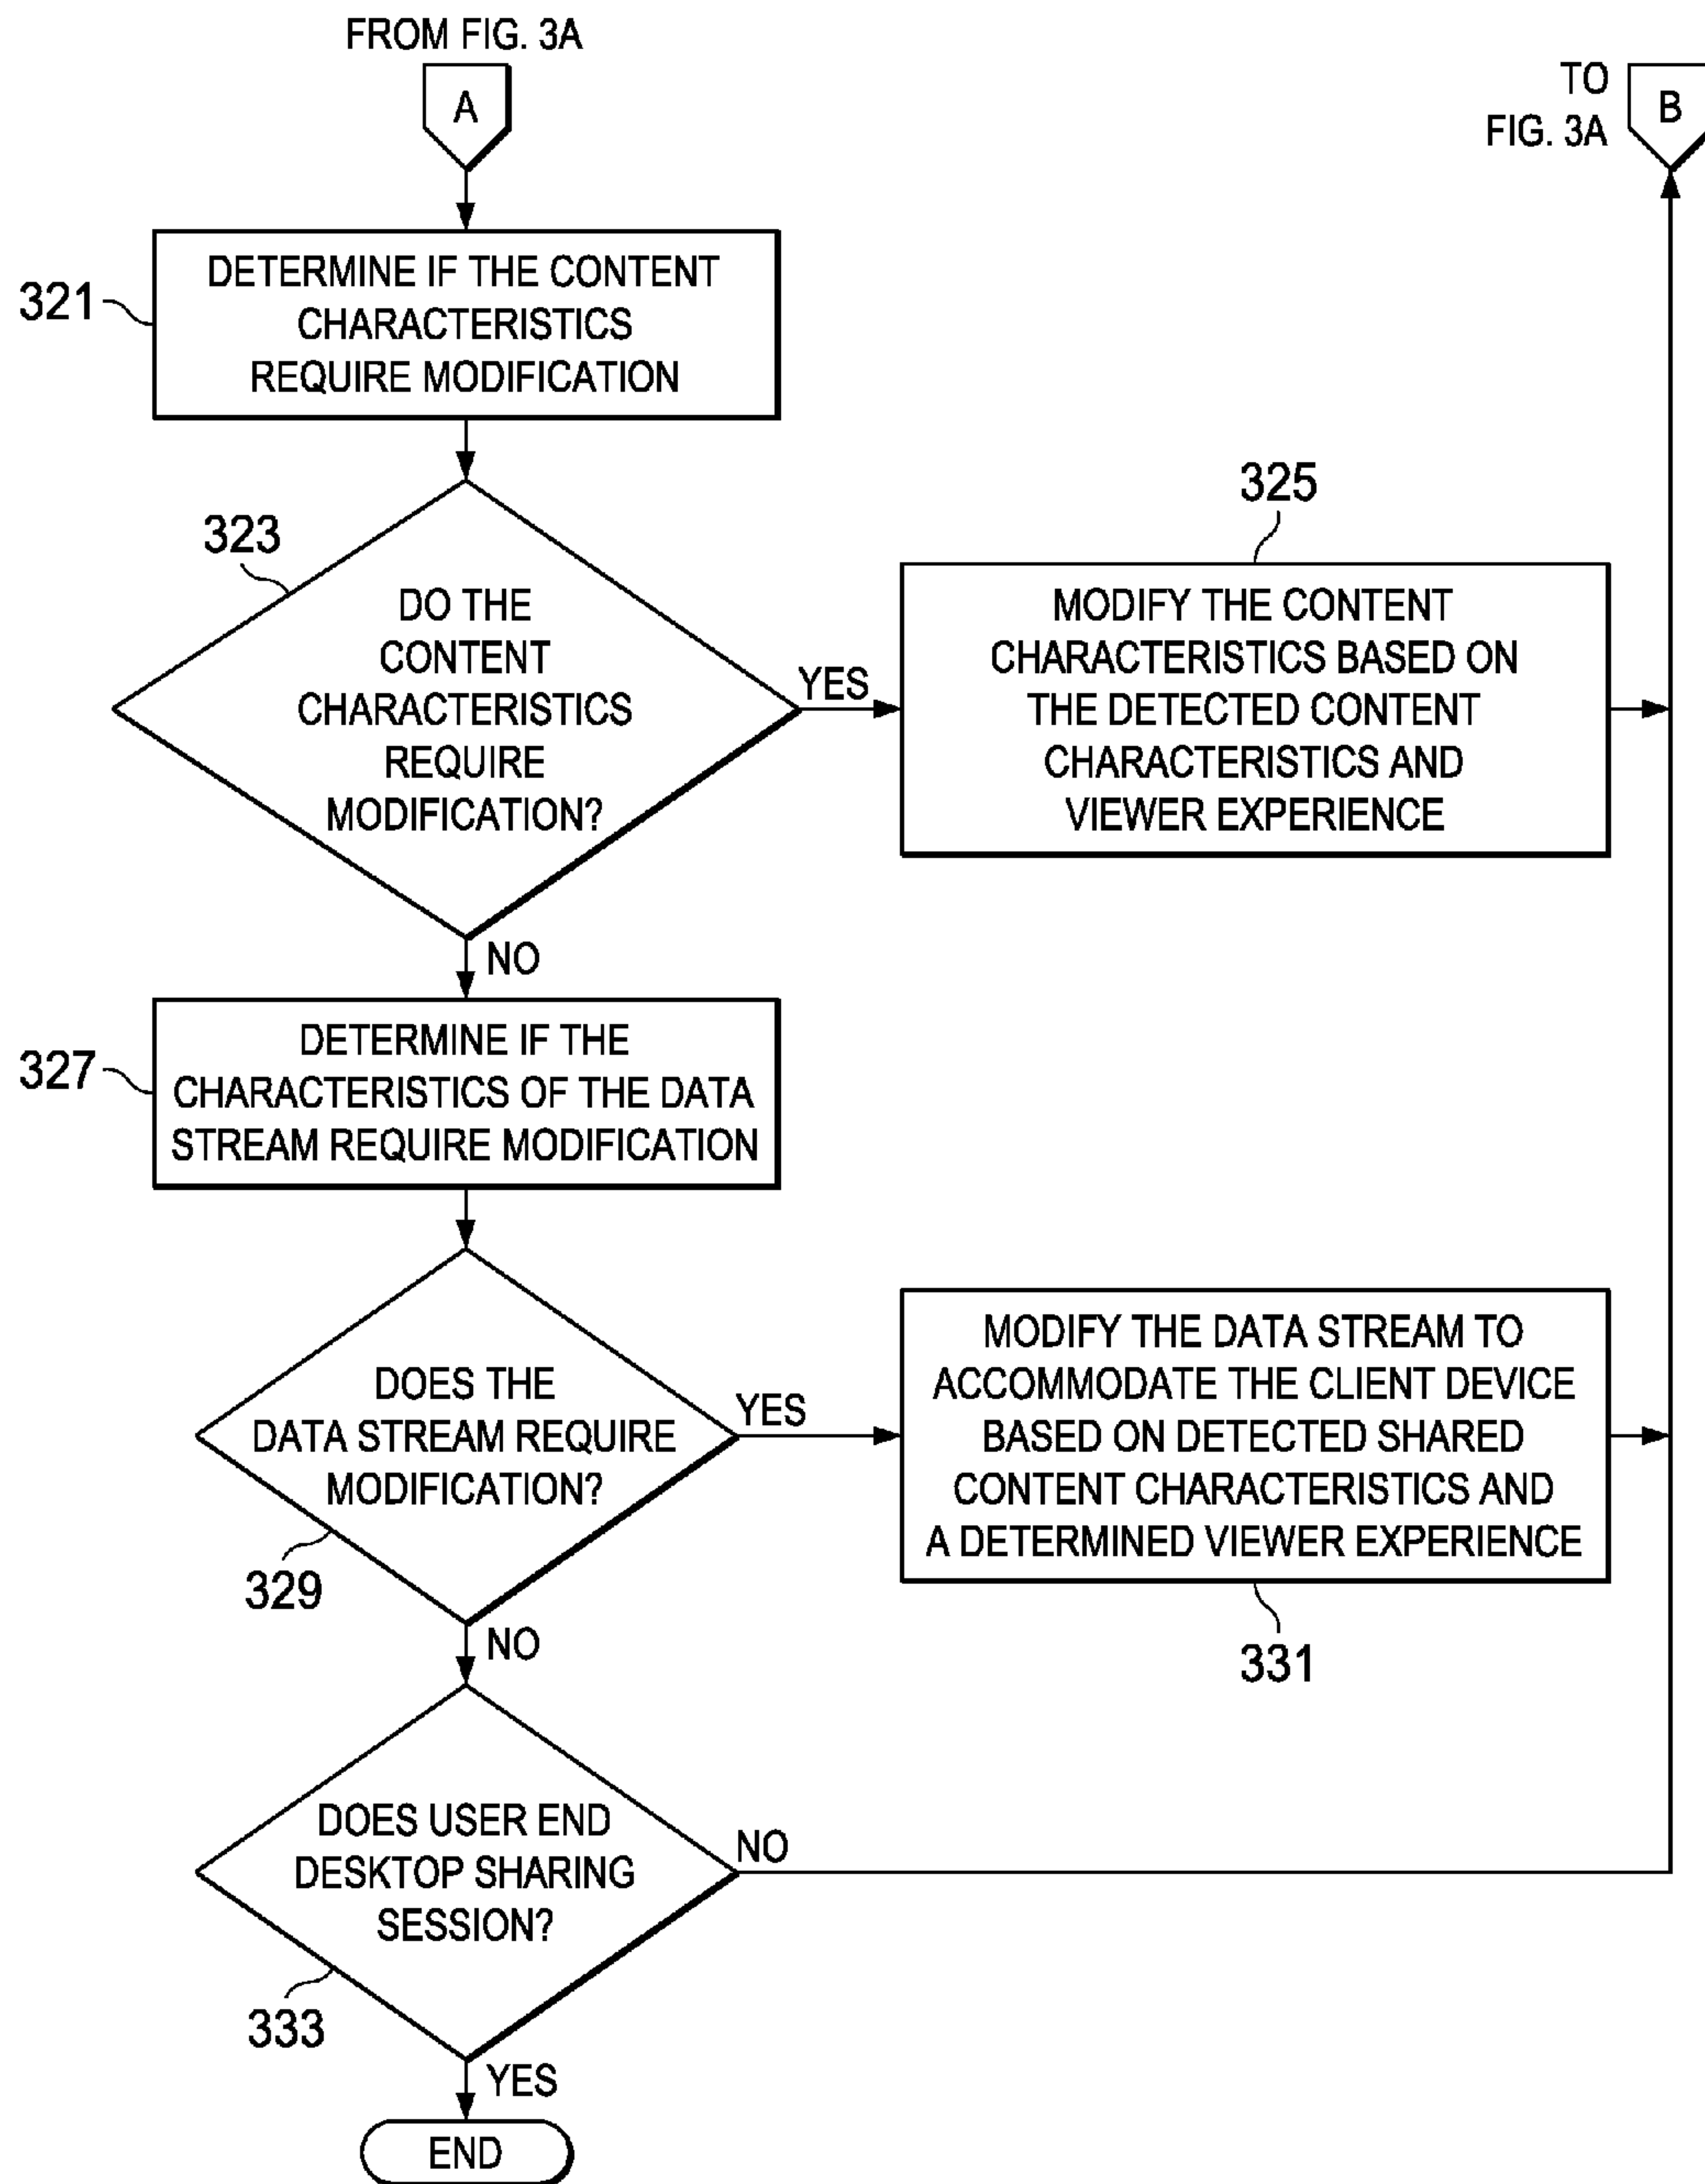 FROM FIG. 3A
A
TO
FIG. 3A
B
321
DETERMINE IF THE CONTENT
CHARACTERISTICS
REQUIRE MODIFICATION
323
DO THE
CONTENT
CHARACTERISTICS
REQUIRE
MODIFICATION?
YES
325
MODIFY THE CONTENT
CHARACTERISTICS BASED ON
THE DETECTED CONTENT
CHARACTERISTICS AND
VIEWER EXPERIENCE
NO
327
DETERMINE IF THE
CHARACTERISTICS OF THE DATA
STREAM REQUIRE MODIFICATION
DOES THE
DATA STREAM REQUIRE
MODIFICATION?
329
YES
MODIFY THE DATA STREAM TO
ACCOMMODATE THE CLIENT DEVICE
BASED ON DETECTED SHARED
CONTENT CHARACTERISTICS AND
A DETERMINED VIEWER EXPERIENCE
331
NO
DOES USER END
DESKTOP SHARING
SESSION?
333
NO
YES
END